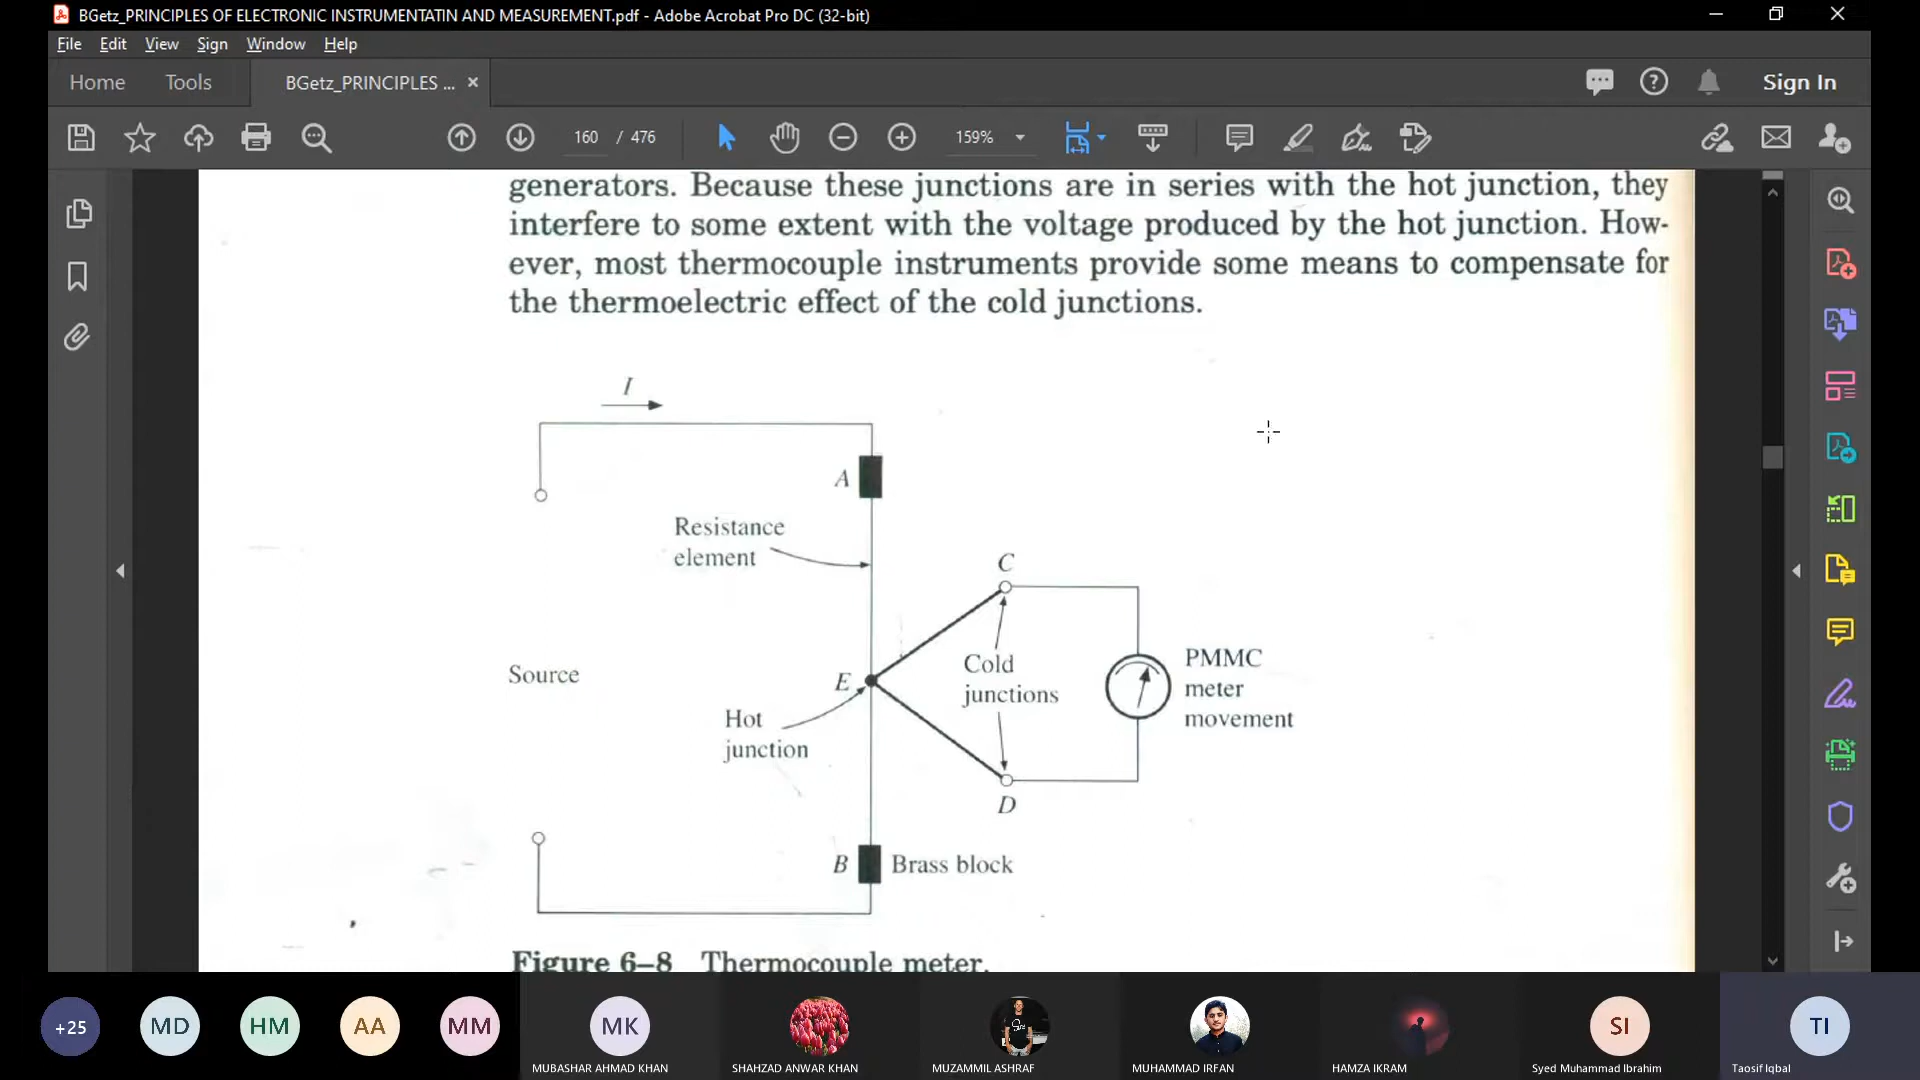 BGetz_PRINCIPLES OF ELECTRONIC INSTRUMENTATIN AND MEASUREMENT.pdf - Adobe Acrobat Pro DC (32-bit)
File Edit View Sign Window Help
Home Tools BGetz_PRINCIPLES ... × Sign In
160 / 476 159%
generators. Because these junctions are in series with the hot junction, they
interfere to some extent with the voltage produced by the hot junction. How-
ever, most thermocouple instruments provide some means to compensate for
the thermoelectric effect of the cold junctions.
I
A
Resistance
element
C
Source
E
Hot
junction
Cold
junctions
PMMC
meter
movement
D
B Brass block
Figure 6–8 Thermocouple meter.
+25 MD HM AA MM MK SI TI
MUBASHAR AHMAD KHAN SHAHZAD ANWAR KHAN MUZAMMIL ASHRAF MUHAMMAD IRFAN HAMZA IKRAM Syed Muhammad Ibrahim Taosif Iqbal